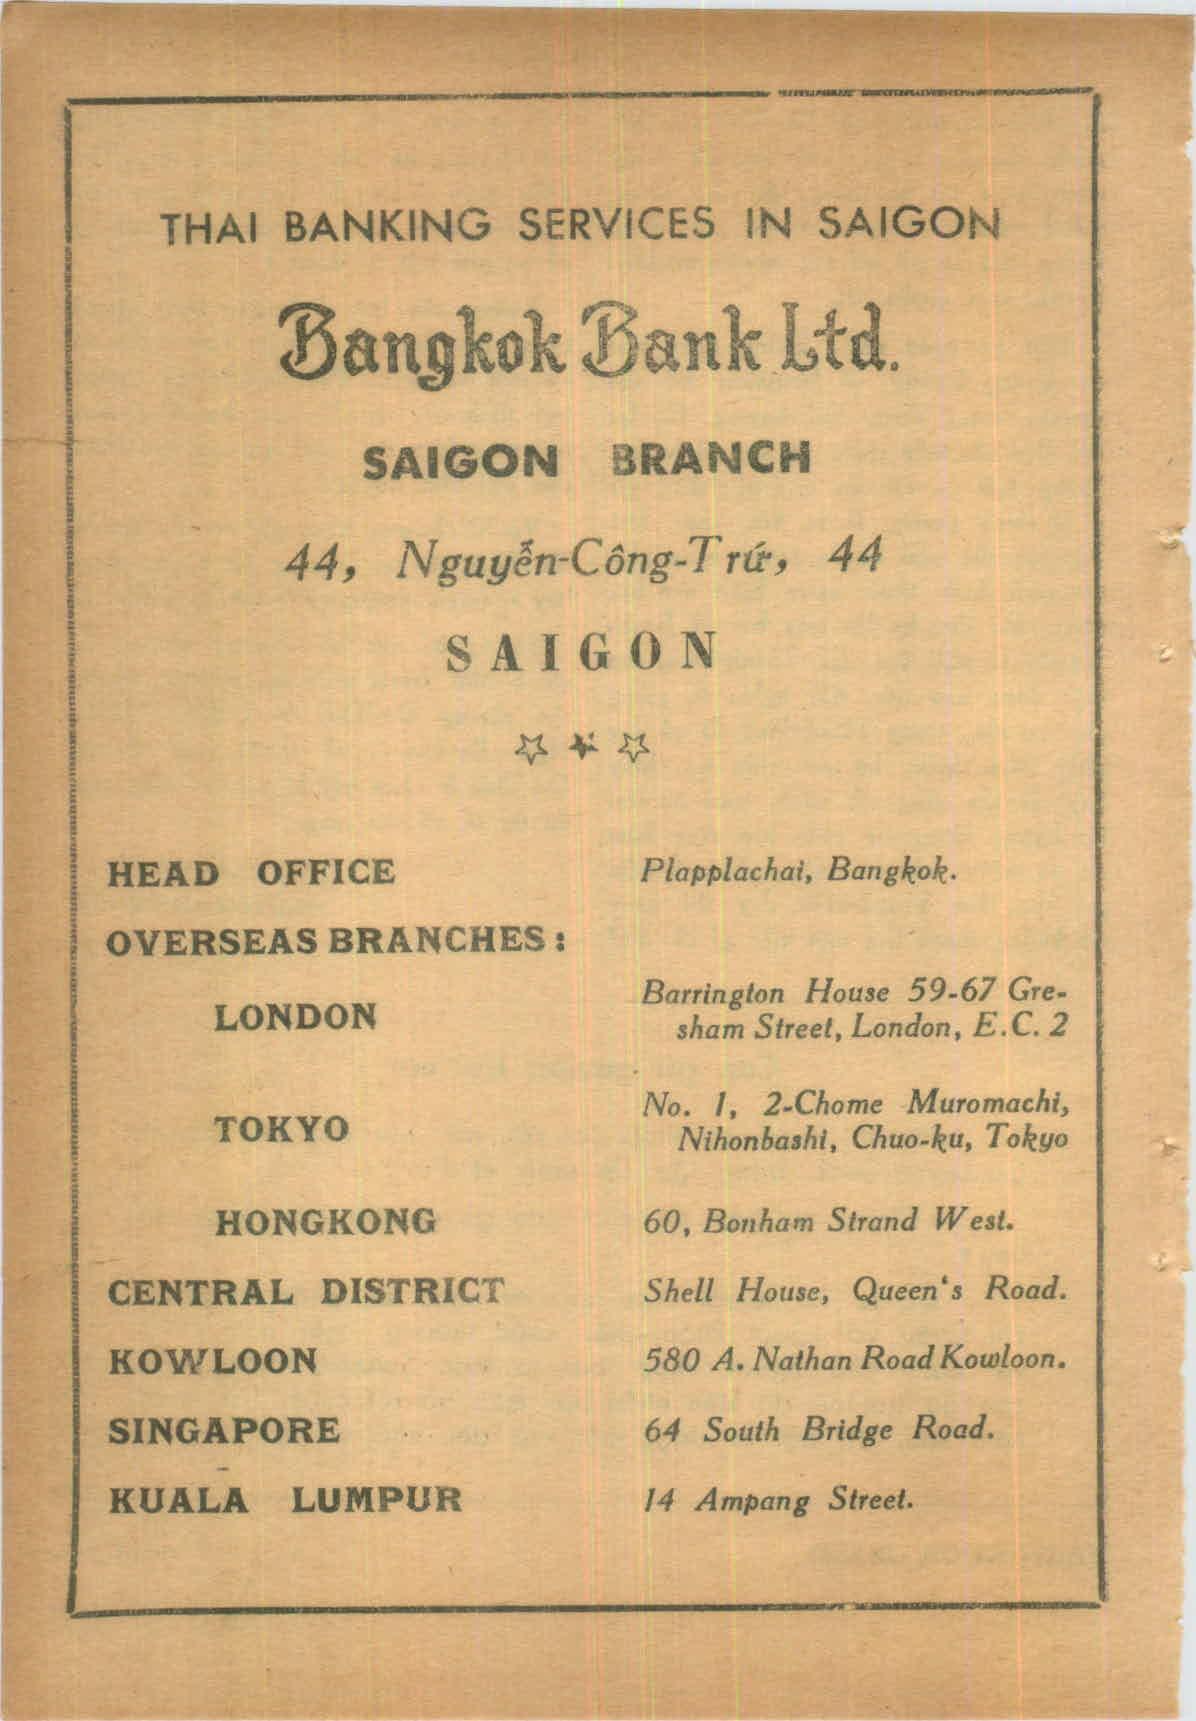 THAI BANKING SERVICES IN SAIGON
Bangkok Bank Ltd.
SAIGON BRANCH
44, Nguyễn-Công-Trứ, 44
SAIGON
HEAD OFFICE Plapplachai, Bangkok.
OVERSEAS BRANCHES :
LONDON Barrington House 59-67 Gre-
sham Street, London, E.C. 2
TOKYO No. 1, 2-Chome Muromachi,
Nihonbashi, Chuo-ku, Tokyo
HONGKONG 60, Bonham Strand West.
CENTRAL DISTRICT Shell House, Queen‘s Road.
KOWLOON 580 A. Nathan Road Kowloon.
SINGAPORE 64 South Bridge Road.
KUALA LUMPUR 14 Ampang Street.